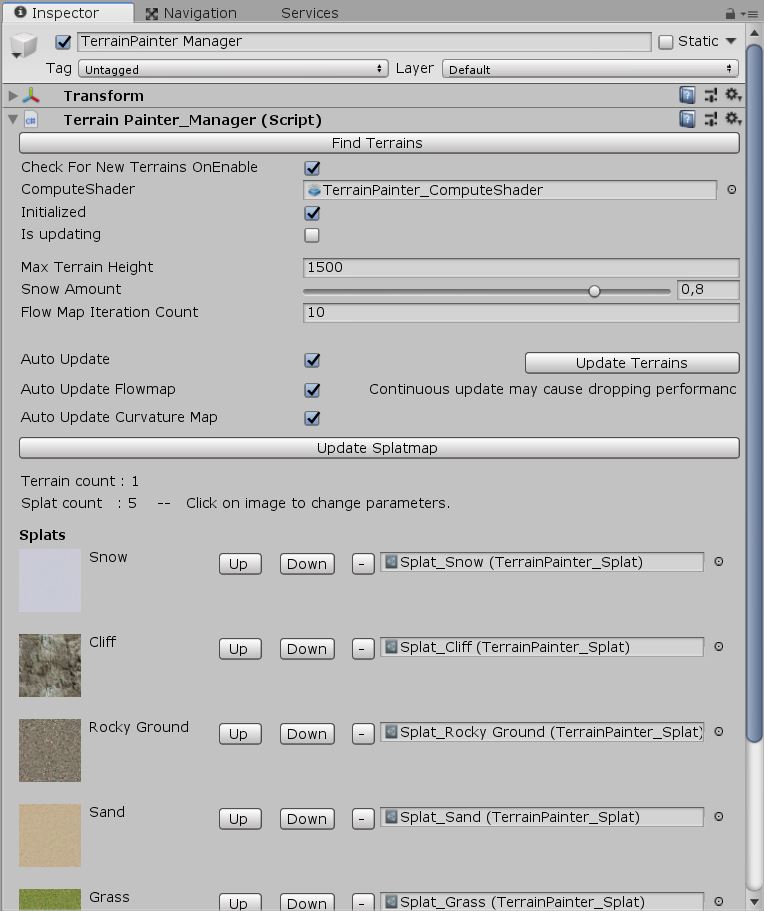 Inspector Navigation Services
TerrainPainter Manager Static
Tag Untagged Layer Default
Transform
Terrain Painter_Manager (Script)
Find Terrains
Check For New Terrains OnEnable
ComputeShader TerrainPainter_ComputeShader
Initialized
Is updating
Max Terrain Height 1500
Snow Amount 0,8
Flow Map Iteration Count 10
Auto Update Update Terrains
Auto Update Flowmap Continuous update may cause dropping performanc
Auto Update Curvature Map
Update Splatmap
Terrain count : 1
Splat count : 5 -- Click on image to change parameters.
Splats
Snow Up Down - Splat_Snow (TerrainPainter_Splat)
Cliff Up Down - Splat_Cliff (TerrainPainter_Splat)
Rocky Ground Up Down - Splat_Rocky Ground (TerrainPainter_Splat)
Sand Up Down - Splat_Sand (TerrainPainter_Splat)
Grass Up Down - Splat_Grass (TerrainPainter_Splat)